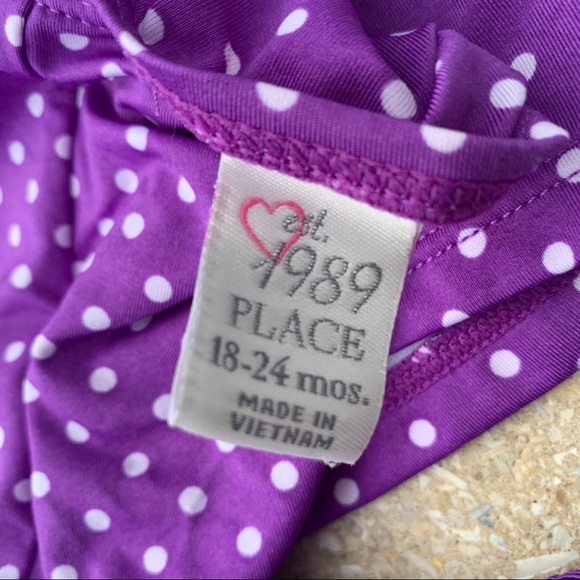 est.
1989
PLACE
18-24 mos.
MADE IN
VIETNAM